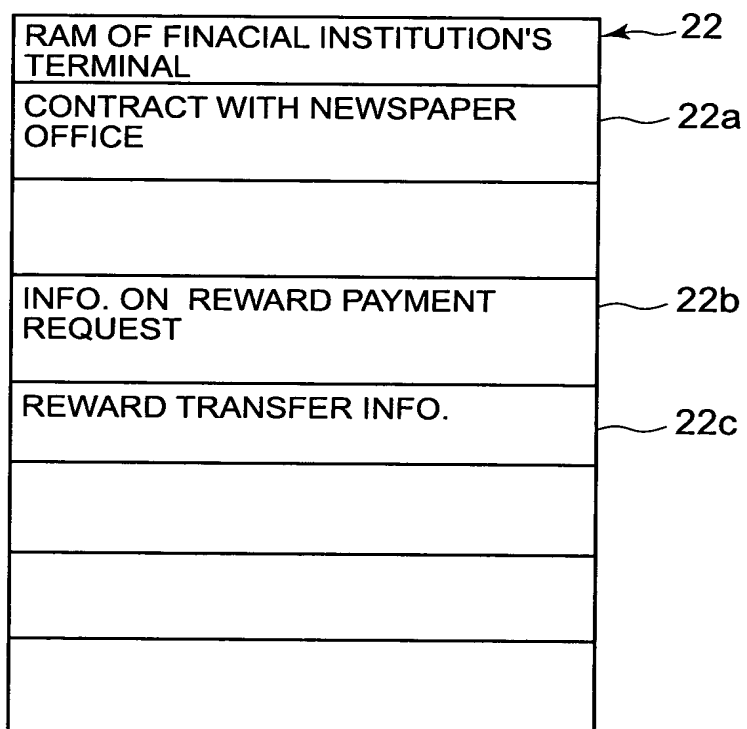 RAM OF FINACIAL INSTITUTION'S
TERMINAL
22
CONTRACT WITH NEWSPAPER
OFFICE
22a
INFO. ON REWARD PAYMENT
REQUEST
22b
REWARD TRANSFER INFO.
22c